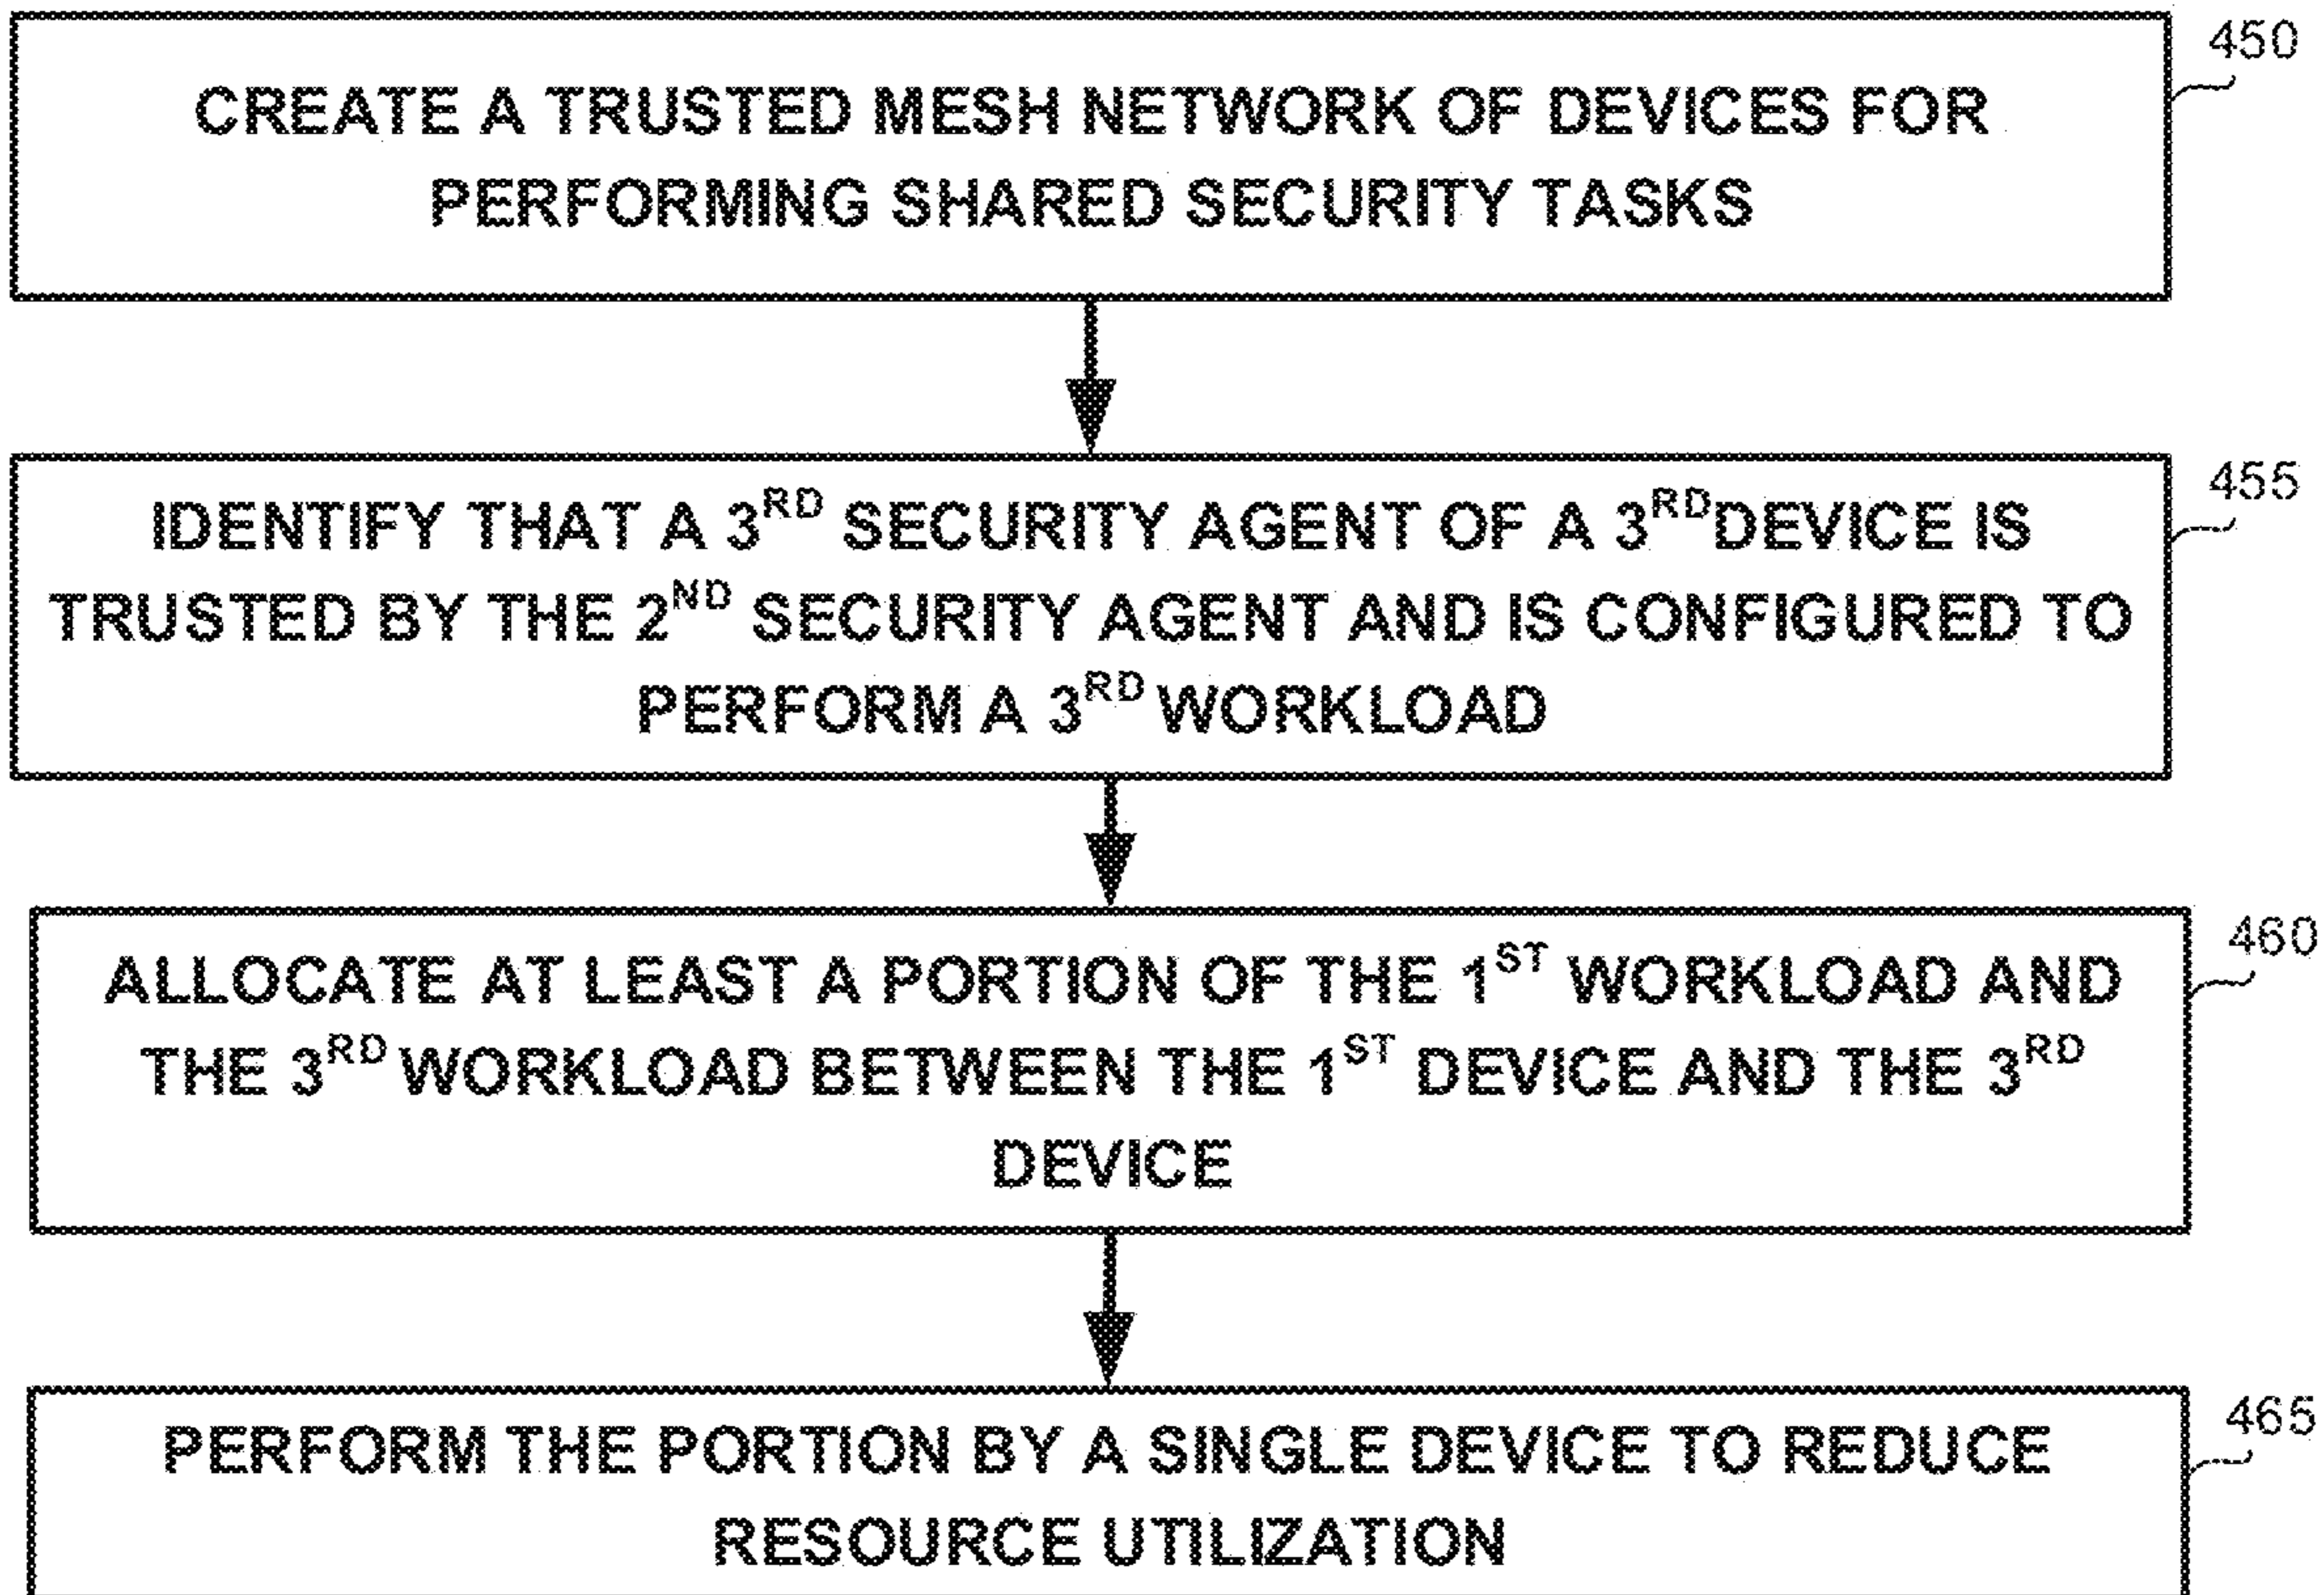 450
CREATE A TRUSTED MESH NETWORK OF DEVICES FOR
PERFORMING SHARED SECURITY TASKS
455
IDENTIFY THAT A 3RD SECURITY AGENT OF A 3RD DEVICE IS
TRUSTED BY THE 2ND SECURITY AGENT AND IS CONFIGURED TO
PERFORM A 3RD WORKLOAD
460
ALLOCATE AT LEAST A PORTION OF THE 1ST WORKLOAD AND
THE 3RD WORKLOAD BETWEEN THE 1ST DEVICE AND THE 3RD
DEVICE
465
PERFORM THE PORTION BY A SINGLE DEVICE TO REDUCE
RESOURCE UTILIZATION